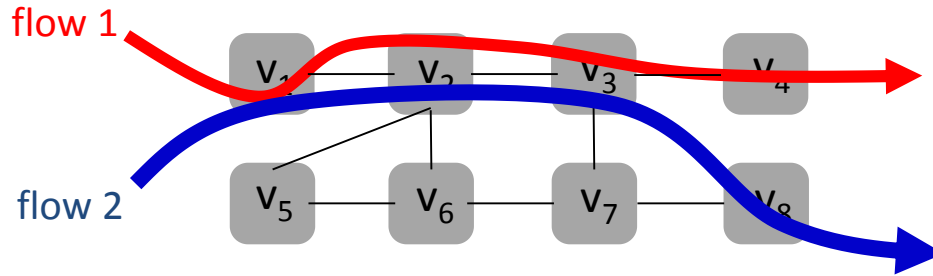 flow 1
v₁ v₂ v₃ v₄
flow 2
v₅ v₆ v₇ v₈